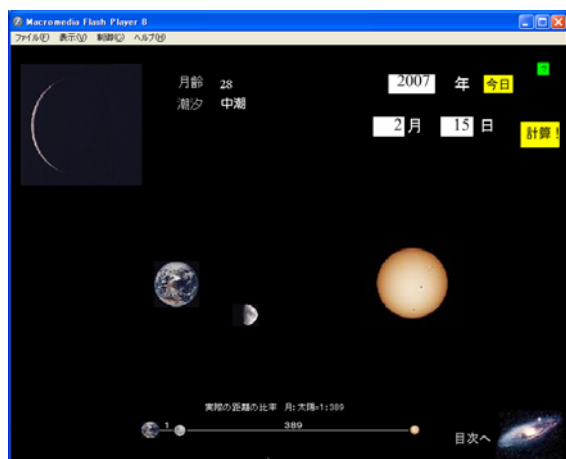 Macromedia Flash Player 8
ファイル(F) 表示(V) 制御(C) ヘルプ(H)
月齢 28
潮汐 中潮
2007 年 今日
?
2 月 15 日
計算！
実際の距離の比率 月:太陽=1:389
1 389
目次へ